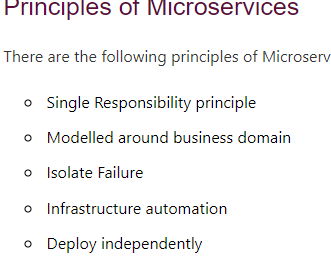 Principles of Microservices
There are the following principles of Microserv
Single Responsibility principle
Modelled around business domain
Isolate Failure
Infrastructure automation
Deploy independently